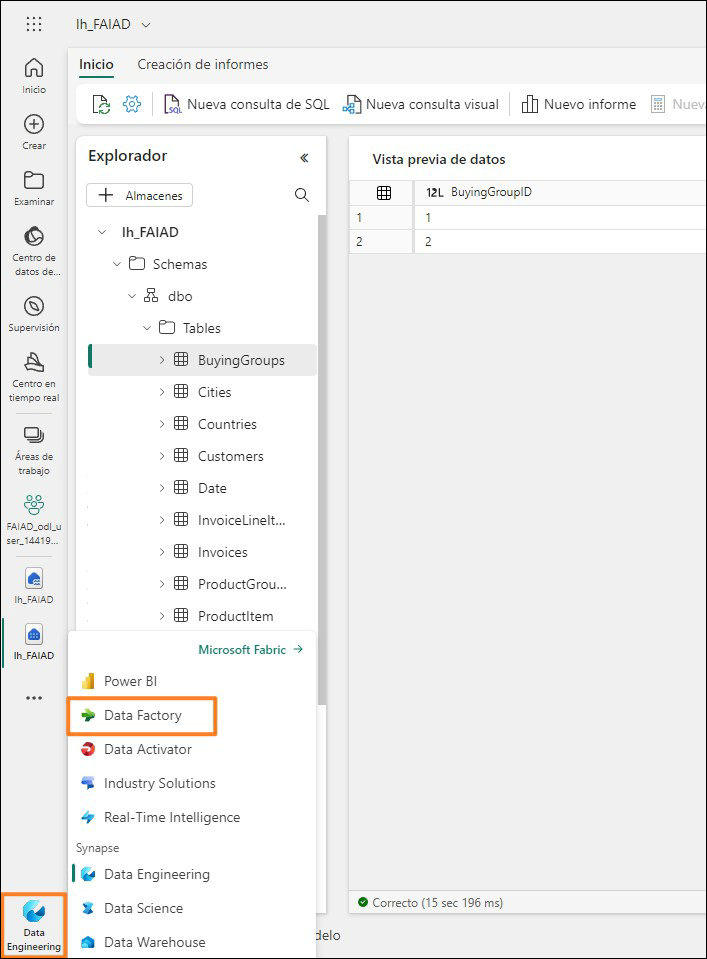 lh_FAIAD
Inicio
Crear
Examinar
Centro de
datos de...
Supervisión
Centro en
tiempo real
Áreas de
trabajo
FAIAD_odl_u
ser_14419...
lh_FAIAD
lh_FAIAD
Data
Engineering
Inicio Creación de informes
SQL Nueva consulta de SQL Nueva consulta visual Nuevo informe
Explorador
Almacenes
lh_FAIAD
Schemas
dbo
Tables
BuyingGroups
Cities
Countries
Customers
Date
InvoiceLineIt...
Invoices
ProductGrou...
ProductItem
Microsoft Fabric
Power BI
Data Factory
Data Activator
Industry Solutions
Real-Time Intelligence
Synapse
Data Engineering
Data Science
Data Warehouse
Vista previa de datos
12L BuyingGroupID
1 1
2 2
Correcto (15 sec 196 ms)